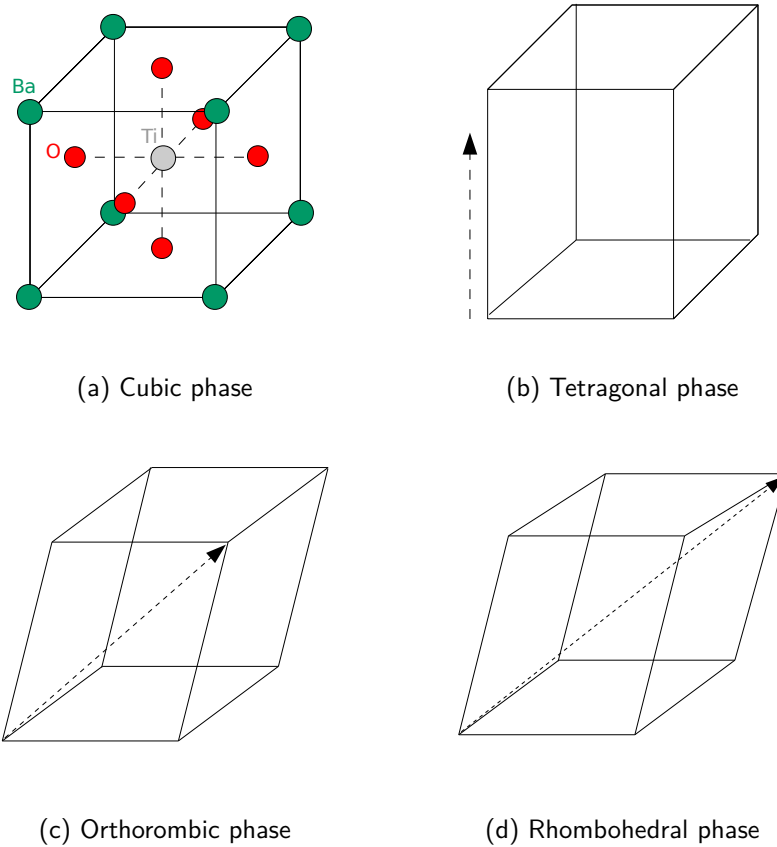 Ba
Ti
O
(a) Cubic phase
(b) Tetragonal phase
(c) Orthorombic phase
(d) Rhombohedral phase